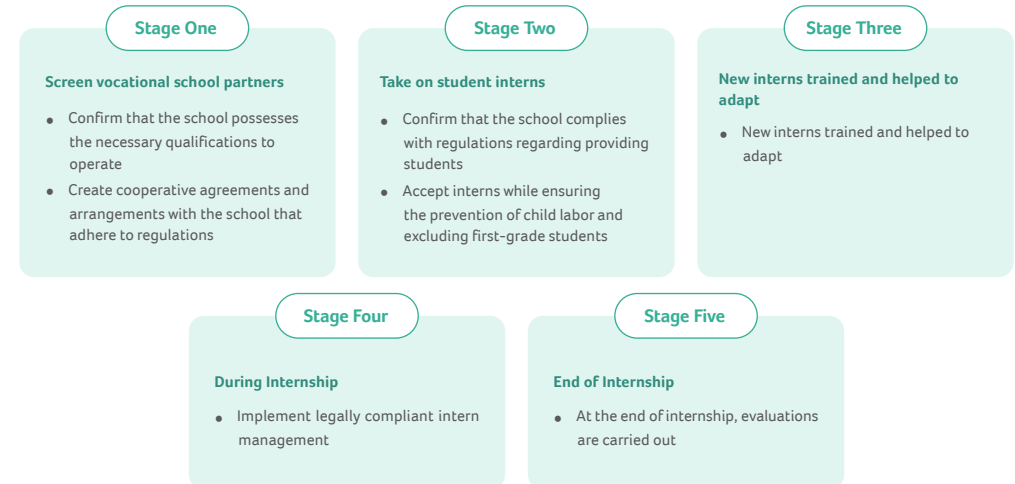 Stage One
Screen vocational school partners
● Confirm that the school possesses
the necessary qualifications to
operate
● Create cooperative agreements and
arrangements with the school that
adhere to regulations
Stage Two
Take on student interns
● Confirm that the school complies
with regulations regarding providing
students
● Accept interns while ensuring
the prevention of child labor and
excluding first-grade students
Stage Three
New interns trained and helped to
adapt
● New interns trained and helped to
adapt
Stage Four
During Internship
● Implement legally compliant intern
management
Stage Five
End of Internship
● At the end of internship, evaluations
are carried out